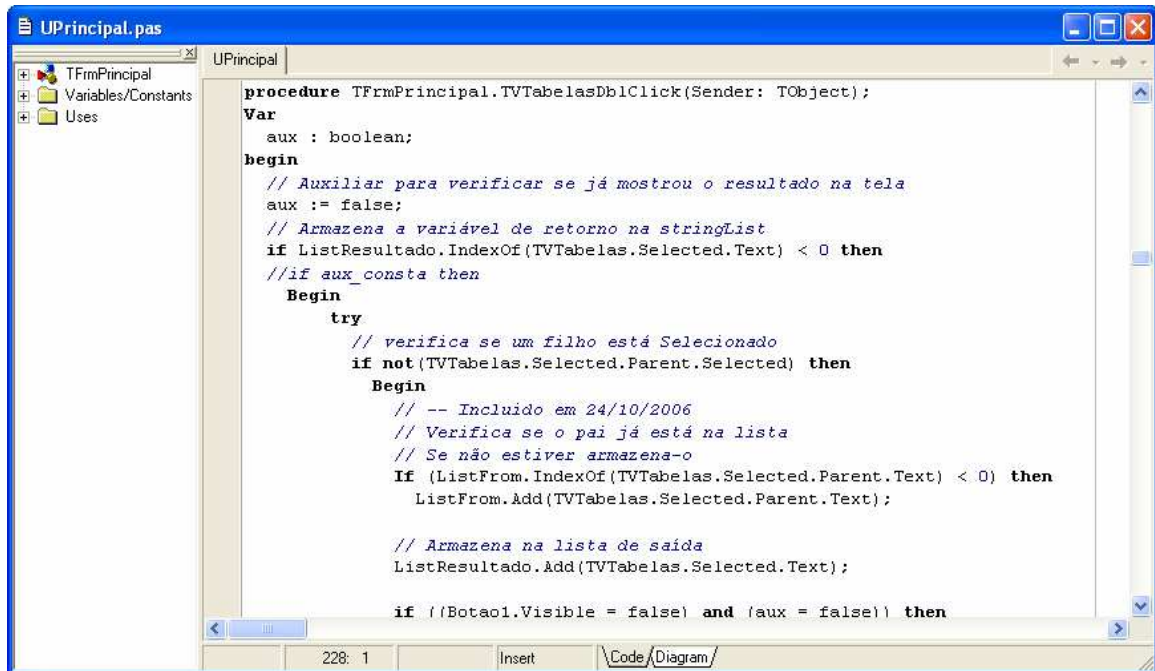 UPrincipal.pas
TFrmPrincipal
Variables/Constants
Uses
UPrincipal
procedure TFrmPrincipal.TVTabelasDblClick(Sender: TObject);
Var
aux : boolean;
begin
// Auxiliar para verificar se já mostrou o resultado na tela
aux := false;
// Armazena a variável de retorno na stringList
if ListResultado.IndexOf(TVTabelas.Selected.Text) < 0 then
//if aux_consta then
Begin
try
// verifica se um filho está Selecionado
if not(TVTabelas.Selected.Parent.Selected) then
Begin
// -- Incluido em 24/10/2006
// Verifica se o pai já está na lista
// Se não estiver armazena-o
If (ListFrom.IndexOf(TVTabelas.Selected.Parent.Text) < 0) then
ListFrom.Add(TVTabelas.Selected.Parent.Text);
// Armazena na lista de saída
ListResultado.Add(TVTabelas.Selected.Text);
if ((Botao1.Visible = false) and (aux = false)) then
228: 1 Insert Code Diagram